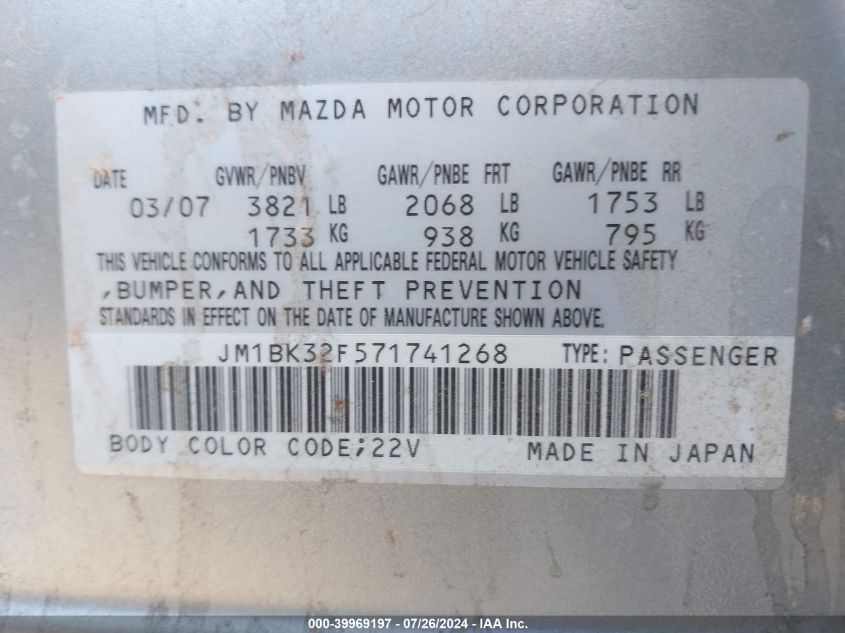 MFD. BY MAZDA MOTOR CORPORATION
DATE GVWR/PNBV GAWR/PNBE FRT GAWR/PNBE RR
03/07 3821 LB 2068 LB 1753 LB
1733 KG 938 KG 795 KG
THIS VEHICLE CONFORMS TO ALL APPLICABLE FEDERAL MOTOR VEHICLE SAFETY
,BUMPER,AND THEFT PREVENTION
STANDARDS IN EFFECT ON THE DATE OF MANUFACTURE SHOWN ABOVE.
JM1BK32F571741268 TYPE: PASSENGER
BODY COLOR CODE;22V MADE IN JAPAN
000-39969197 - 07/26/2024 - IAA Inc.